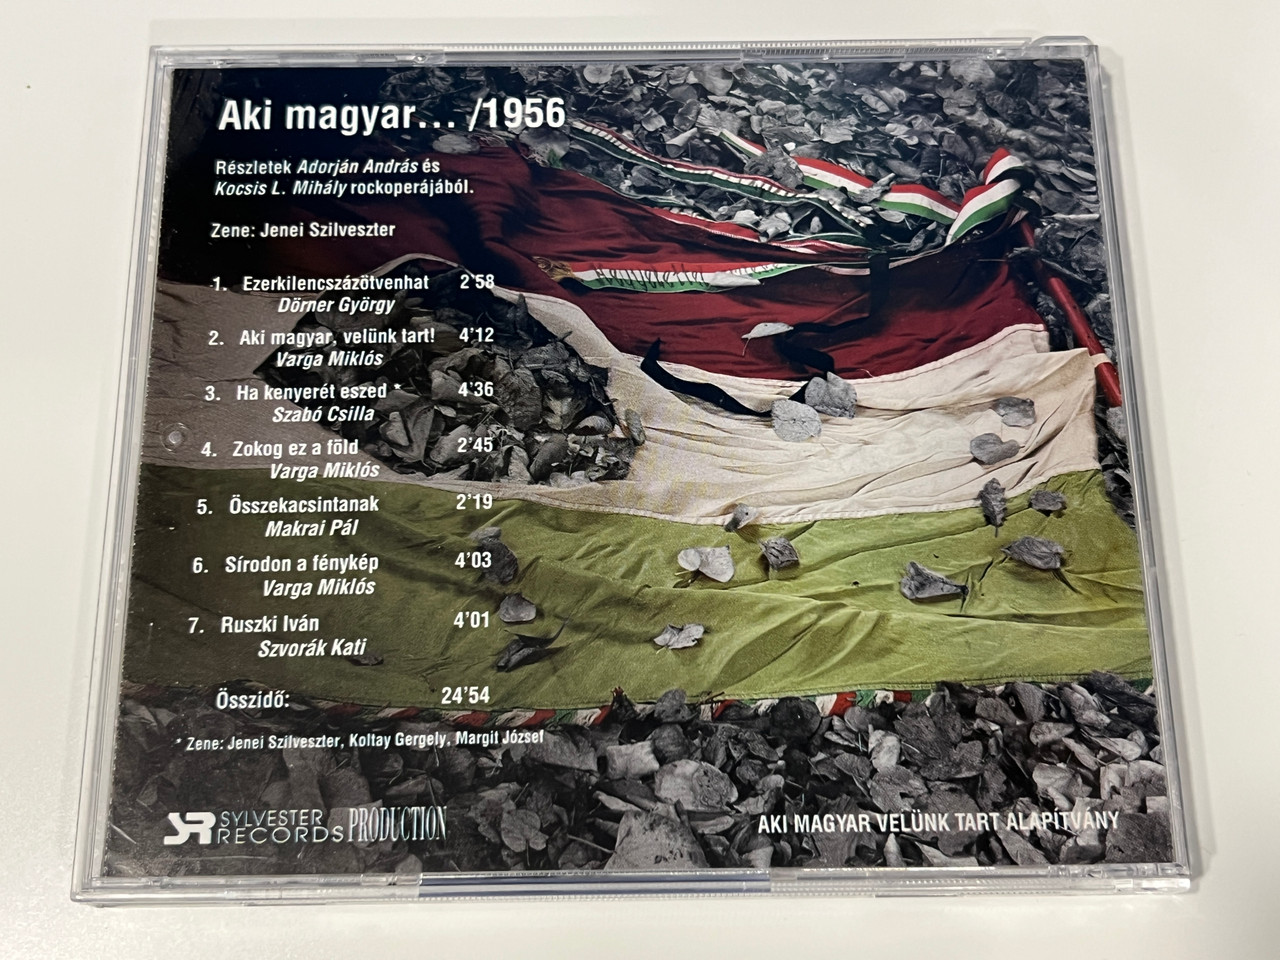 Aki magyar... /1956
Részletek Adorján András és
Kocsis L. Mihály rockoperájából.
Zene: Jenei Szilveszter
1. Ezerkilencszázötvenhat 2'58
Dörner György
2. Aki magyar, velünk tart! 4'12
Varga Miklós
3. Ha kenyerét eszed * 4'36
Szabó Csilla
4. Zokog ez a föld 2'45
Varga Miklós
5. Összekacsintanak 2'19
Makrai Pál
6. Sírodon a fénykép 4'03
Varga Miklós
7. Ruszki Iván 4'01
Szvorák Kati
Összidő: 24'54
* Zene: Jenei Szilveszter, Koltay Gergely, Margit József
SR SYLVESTER RECORDS PRODUCTION
AKI MAGYAR VELÜNK TART ALAPÍTVÁNY